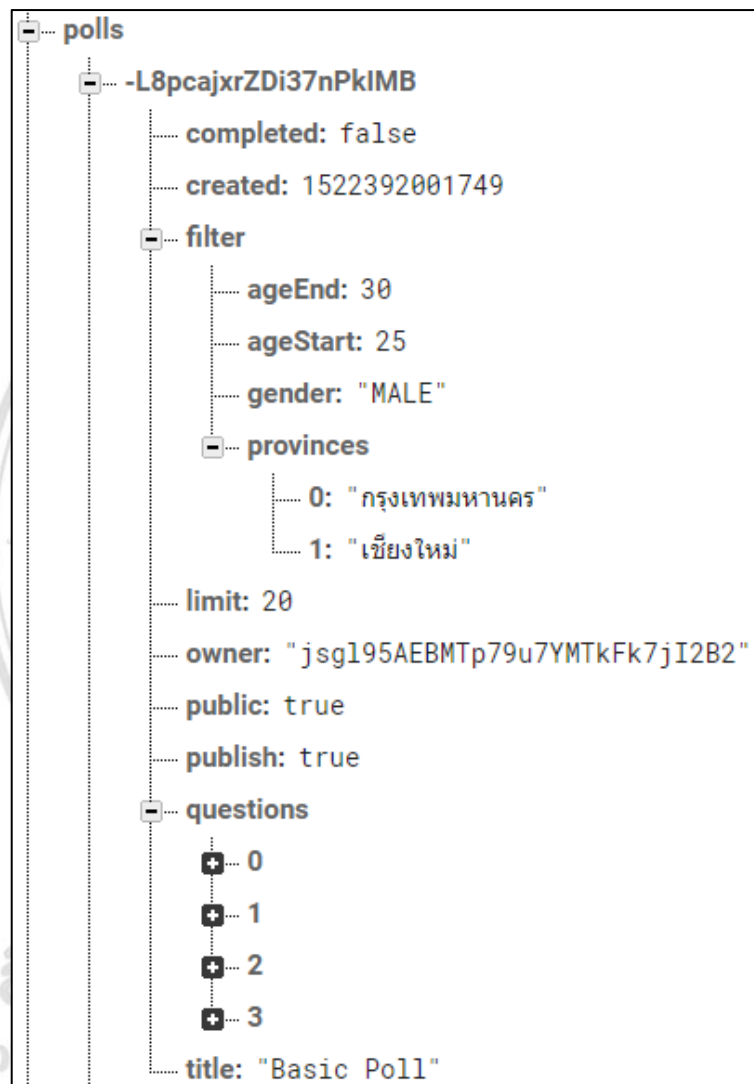 polls
-L8pcajxrZDi37nPkIMB
completed: false
created: 1522392001749
filter
ageEnd: 30
ageStart: 25
gender: "MALE"
provinces
0: "กรุงเทพมหานคร"
1: "เชียงใหม่"
limit: 20
owner: "jsgl95AEBMTp79u7YMTkFk7jI2B2"
public: true
publish: true
questions
0
1
2
3
title: "Basic Poll"